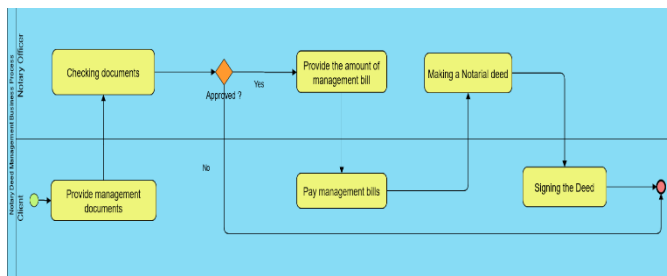 Notary Deed Management Business Process
Notary Officer
Client
Checking documents
Approved ?
Yes
No
Provide the amount of
management bill
Making a Notarial deed
Provide management
documents
Pay management bills
Signing the Deed